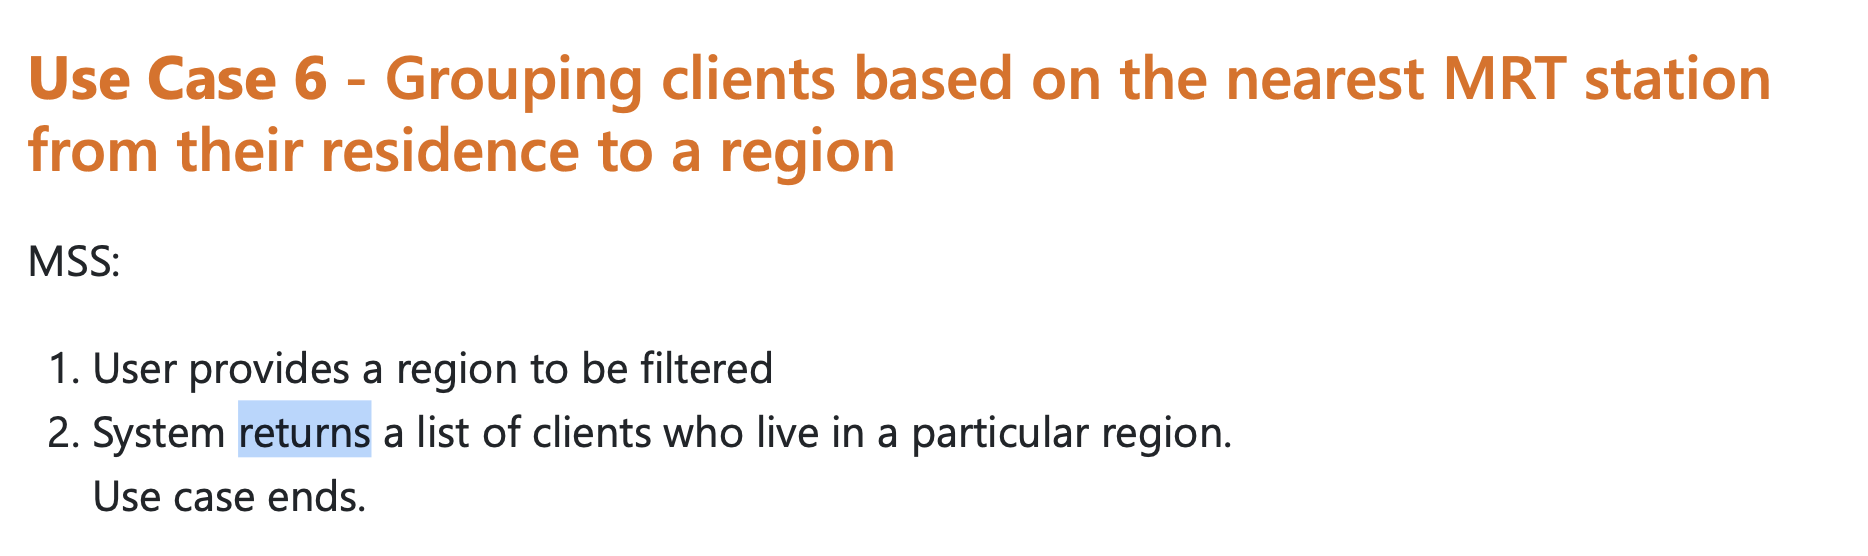 Use Case 6 - Grouping clients based on the nearest MRT station
from their residence to a region
MSS:
1. User provides a region to be filtered
2. System returns a list of clients who live in a particular region.
Use case ends.